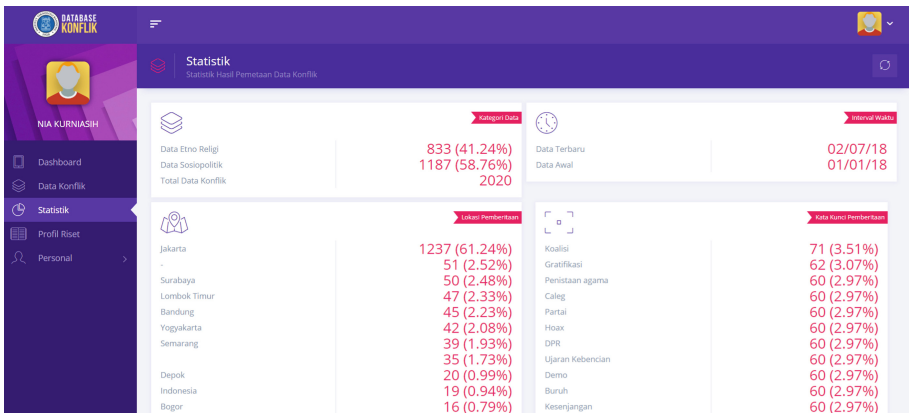 DATABASE
KONFLIK
NIA KURNIASIH
Dashboard
Data Konflik
Statistik
Profil Riset
Personal
Statistik
Statistik Hasil Pemetaan Data Konflik
Kategori Data
Data Etno Religi 833 (41.24%)
Data Sosiopolitik 1187 (58.76%)
Total Data Konflik 2020
Interval Waktu
Data Terbaru 02/07/18
Data Awal 01/01/18
Lokasi Pemberitaan
Jakarta 1237 (61.24%)
- 51 (2.52%)
Surabaya 50 (2.48%)
Lombok Timur 47 (2.33%)
Bandung 45 (2.23%)
Yogyakarta 42 (2.08%)
Semarang 39 (1.93%)
35 (1.73%)
Depok 20 (0.99%)
Indonesia 19 (0.94%)
Bogor 16 (0.79%)
Kata Kunci Pemberitaan
Koalisi 71 (3.51%)
Gratifikasi 62 (3.07%)
Penistaan agama 60 (2.97%)
Caleg 60 (2.97%)
Partai 60 (2.97%)
Hoax 60 (2.97%)
DPR 60 (2.97%)
Ujaran Kebencian 60 (2.97%)
Demo 60 (2.97%)
Buruh 60 (2.97%)
Kesenjangan 60 (2.97%)